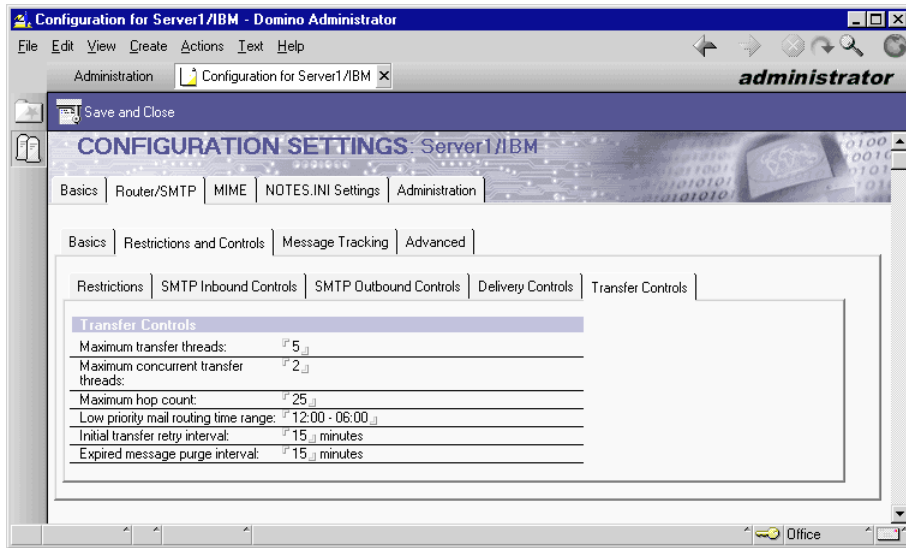 Configuration for Server1/IBM - Domino Administrator
File Edit View Create Actions Text Help
Administration Configuration for Server1/IBM administrator
Save and Close
CONFIGURATION SETTINGS: Server1/IBM
Basics Router/SMTP MIME NOTES.INI Settings Administration
Basics Restrictions and Controls Message Tracking Advanced
Restrictions SMTP Inbound Controls SMTP Outbound Controls Delivery Controls Transfer Controls
Transfer Controls
Maximum transfer threads: 5
Maximum concurrent transfer threads: 2
Maximum hop count: 25
Low priority mail routing time range: 12:00 - 06:00
Initial transfer retry interval: 15 minutes
Expired message purge interval: 15 minutes
Office